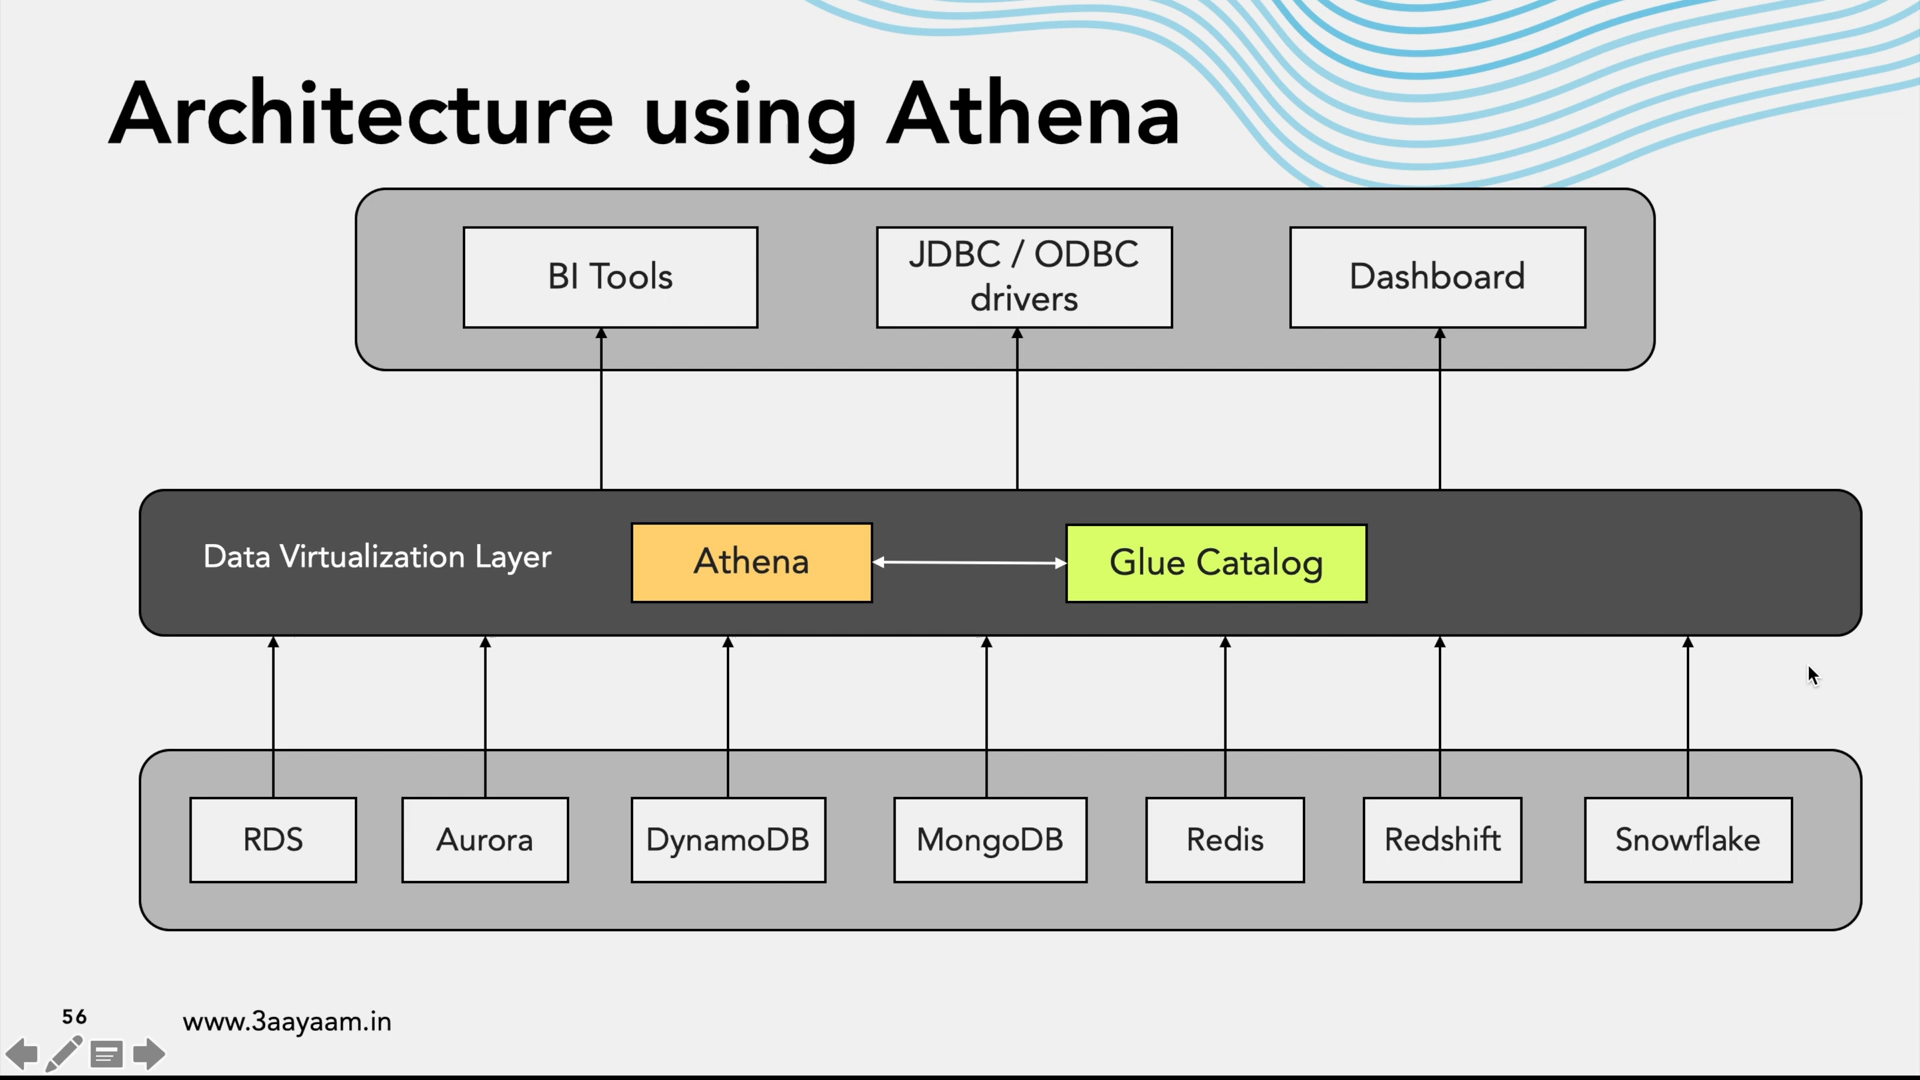 Architecture using Athena
BI Tools
JDBC / ODBC
drivers
Dashboard
Data Virtualization Layer
Athena
Glue Catalog
RDS
Aurora
DynamoDB
MongoDB
Redis
Redshift
Snowflake
56
www.3aayaam.in